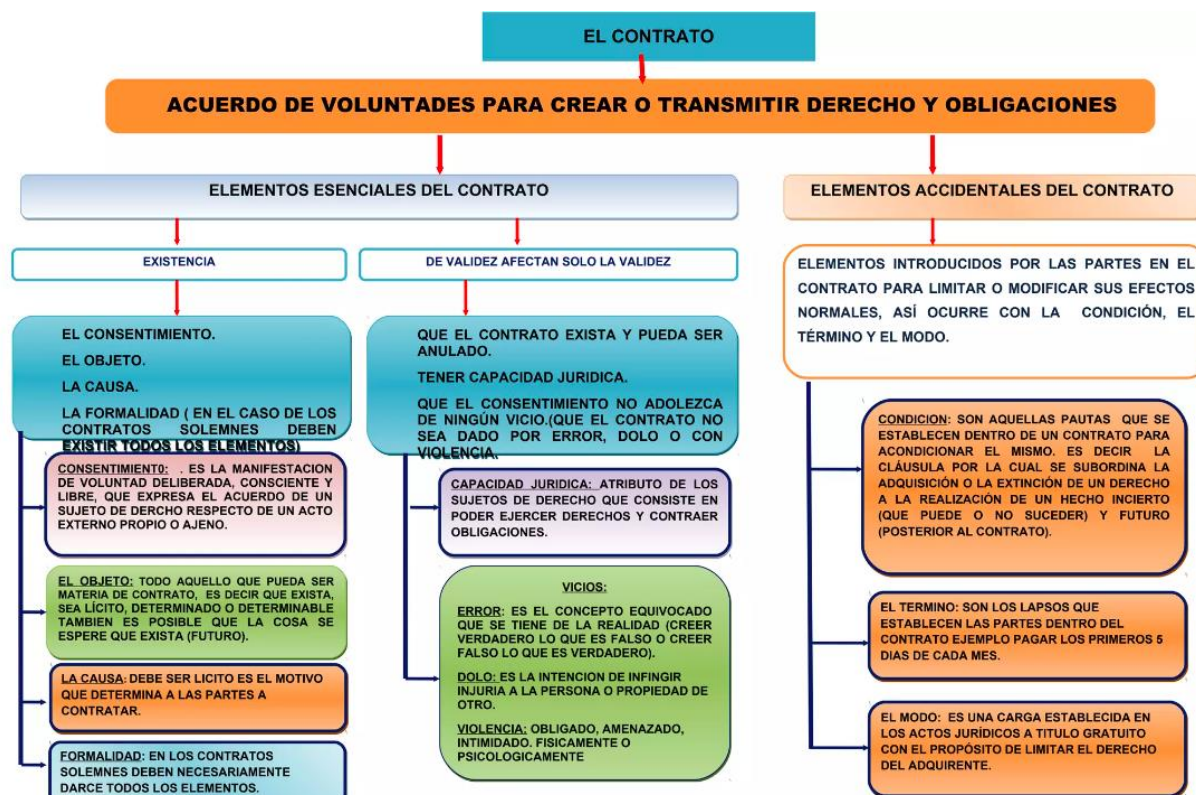 EL CONTRATO
ACUERDO DE VOLUNTADES PARA CREAR O TRANSMITIR DERECHO Y OBLIGACIONES
ELEMENTOS ESENCIALES DEL CONTRATO
EXISTENCIA
EL CONSENTIMIENTO.
EL OBJETO.
LA CAUSA.
LA FORMALIDAD ( EN EL CASO DE LOS
CONTRATOS SOLEMNES DEBEN
EXISTIR TODOS LOS ELEMENTOS)
CONSENTIMIENT0: . ES LA MANIFESTACION
DE VOLUNTAD DELIBERADA, CONSCIENTE Y
LIBRE, QUE EXPRESA EL ACUERDO DE UN
SUJETO DE DERCHO RESPECTO DE UN ACTO
EXTERNO PROPIO O AJENO.
EL OBJETO: TODO AQUELLO QUE PUEDA SER
MATERIA DE CONTRATO, ES DECIR QUE EXISTA,
SEA LÍCITO, DETERMINADO O DETERMINABLE
TAMBIEN ES POSIBLE QUE LA COSA SE
ESPERE QUE EXISTA (FUTURO).
LA CAUSA: DEBE SER LICITO ES EL MOTIVO
QUE DETERMINA A LAS PARTES A
CONTRATAR.
FORMALIDAD: EN LOS CONTRATOS
SOLEMNES DEBEN NECESARIAMENTE
DARCE TODOS LOS ELEMENTOS.
DE VALIDEZ AFECTAN SOLO LA VALIDEZ
QUE EL CONTRATO EXISTA Y PUEDA SER
ANULADO.
TENER CAPACIDAD JURIDICA.
QUE EL CONSENTIMIENTO NO ADOLEZCA
DE NINGÚN VICIO.(QUE EL CONTRATO NO
SEA DADO POR ERROR, DOLO O CON
VIOLENCIA.
CAPACIDAD JURIDICA: ATRIBUTO DE LOS
SUJETOS DE DERECHO QUE CONSISTE EN
PODER EJERCER DERECHOS Y CONTRAER
OBLIGACIONES.
VICIOS:
ERROR: ES EL CONCEPTO EQUIVOCADO
QUE SE TIENE DE LA REALIDAD (CREER
VERDADERO LO QUE ES FALSO O CREER
FALSO LO QUE ES VERDADERO).
DOLO: ES LA INTENCION DE INFINGIR
INJURIA A LA PERSONA O PROPIEDAD DE
OTRO.
VIOLENCIA: OBLIGADO, AMENAZADO,
INTIMIDADO. FISICAMENTE O
PSICOLOGICAMENTE
ELEMENTOS ACCIDENTALES DEL CONTRATO
ELEMENTOS INTRODUCIDOS POR LAS PARTES EN EL
CONTRATO PARA LIMITAR O MODIFICAR SUS EFECTOS
NORMALES, ASÍ OCURRE CON LA CONDICIÓN, EL
TÉRMINO Y EL MODO.
CONDICION: SON AQUELLAS PAUTAS QUE SE
ESTABLECEN DENTRO DE UN CONTRATO PARA
ACONDICIONAR EL MISMO. ES DECIR LA
CLÁUSULA POR LA CUAL SE SUBORDINA LA
ADQUISICIÓN O LA EXTINCIÓN DE UN DERECHO
A LA REALIZACIÓN DE UN HECHO INCIERTO
(QUE PUEDE O NO SUCEDER) Y FUTURO
(POSTERIOR AL CONTRATO).
EL TERMINO: SON LOS LAPSOS QUE
ESTABLECEN LAS PARTES DENTRO DEL
CONTRATO EJEMPLO PAGAR LOS PRIMEROS 5
DIAS DE CADA MES.
EL MODO: ES UNA CARGA ESTABLECIDA EN
LOS ACTOS JURÍDICOS A TITULO GRATUITO
CON EL PROPÓSITO DE LIMITAR EL DERECHO
DEL ADQUIRENTE.